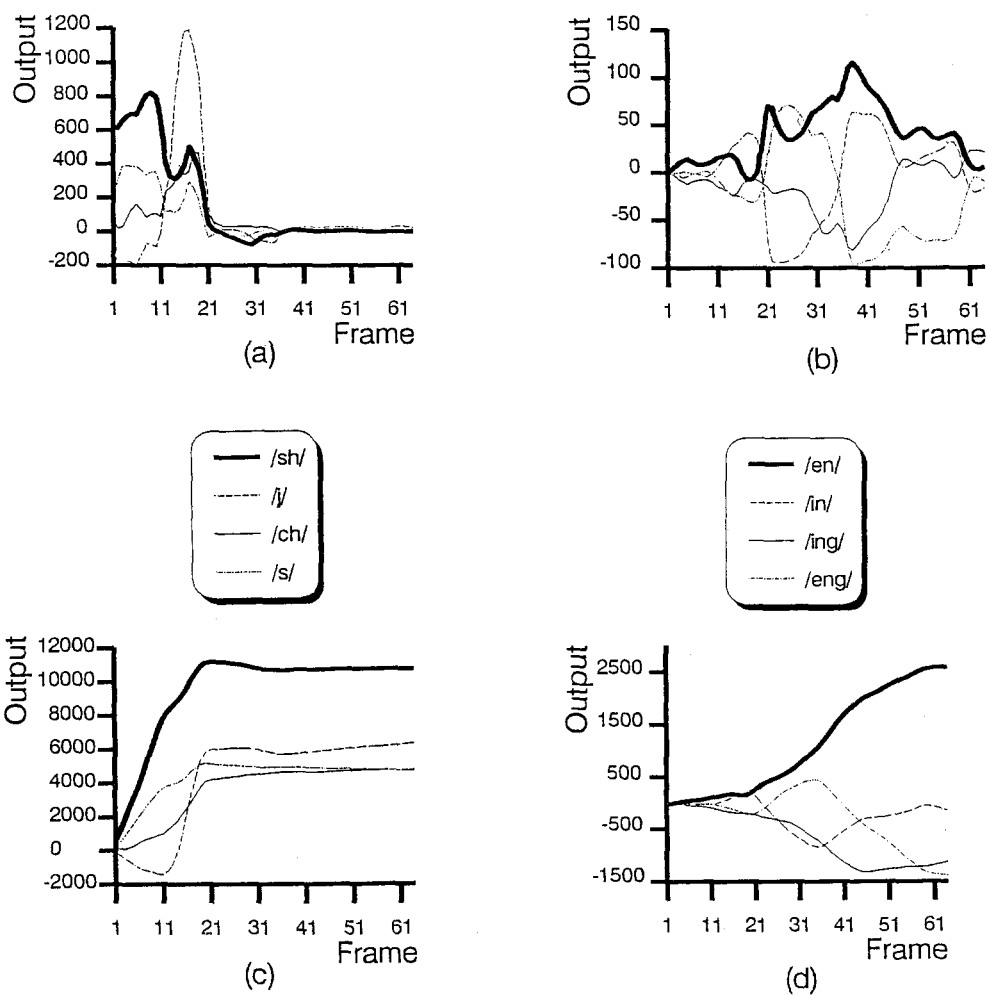 Output
1200
1000
800
600
400
200
0
-200
1 11 21 31 41 51 61
Frame
(a)
Output
150
100
50
0
-50
-100
1 11 21 31 41 51 61
Frame
(b)
/sh/
/j/
/ch/
/s/
/en/
/in/
/ing/
/eng/
Output
12000
10000
8000
6000
4000
2000
0
-2000
1 11 21 31 41 51 61
Frame
(c)
Output
2500
1500
500
-500
-1500
1 11 21 31 41 51 61
Frame
(d)